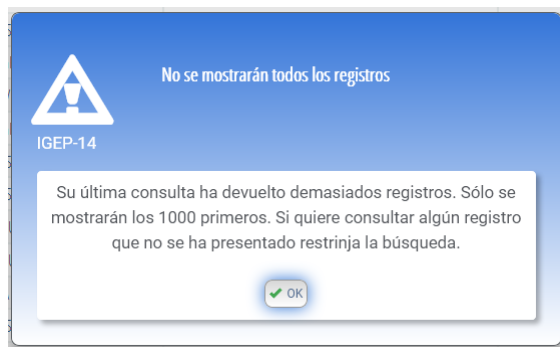 No se mostrarán todos los registros
IGEP-14
Su última consulta ha devuelto demasiados registros. Sólo se
mostrarán los 1000 primeros. Si quiere consultar algún registro
que no se ha presentado restrinja la búsqueda.
OK